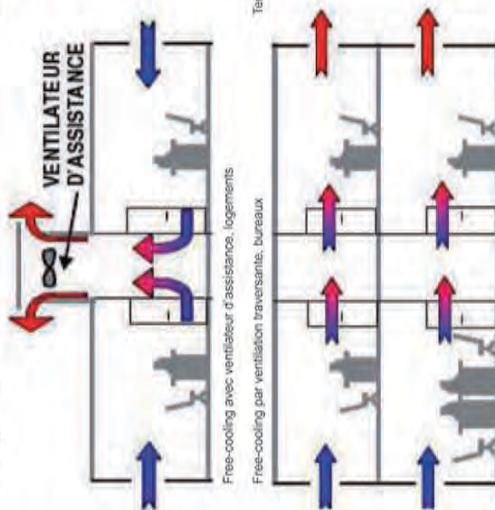 VENTILATEUR
D'ASSISTANCE
Free-cooling avec ventilateur d'assistance, logements
Free-cooling par ventilation traversante, bureaux